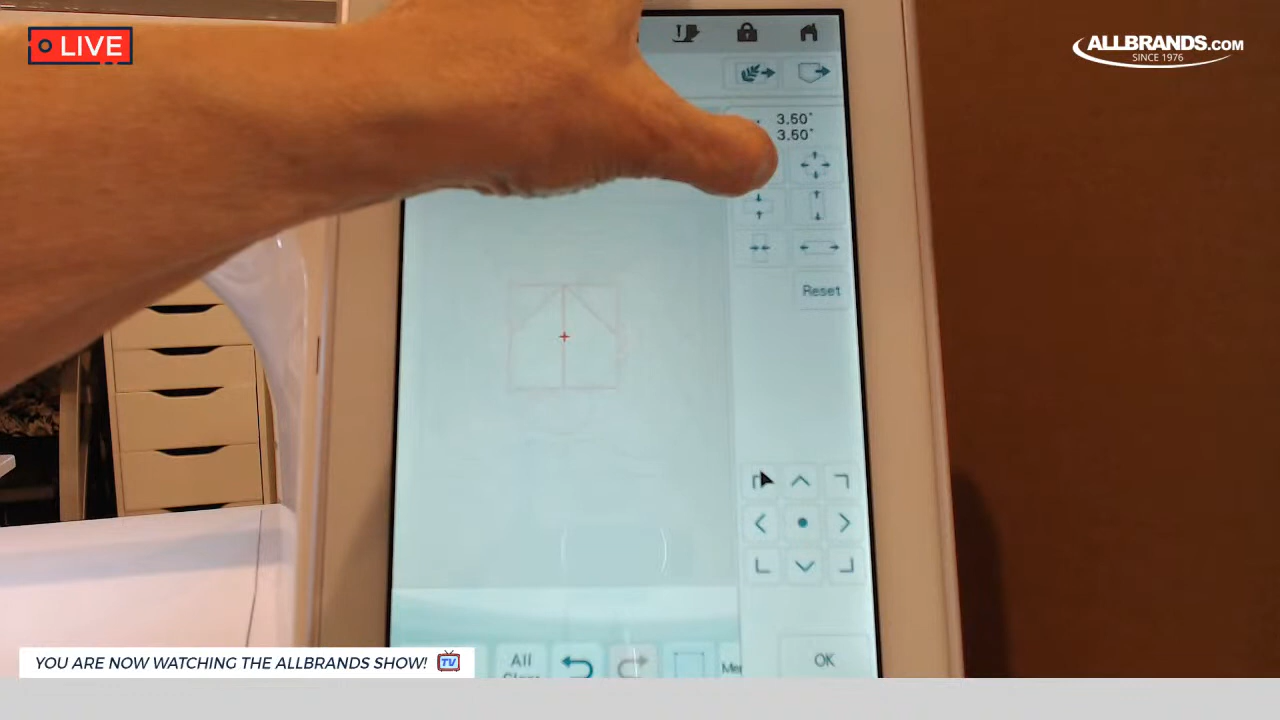 LIVE
ALLBRANDS.COM
SINCE 1976
3.50"
3.50"
Reset
All
OK
YOU ARE NOW WATCHING THE ALLBRANDS SHOW!
TV